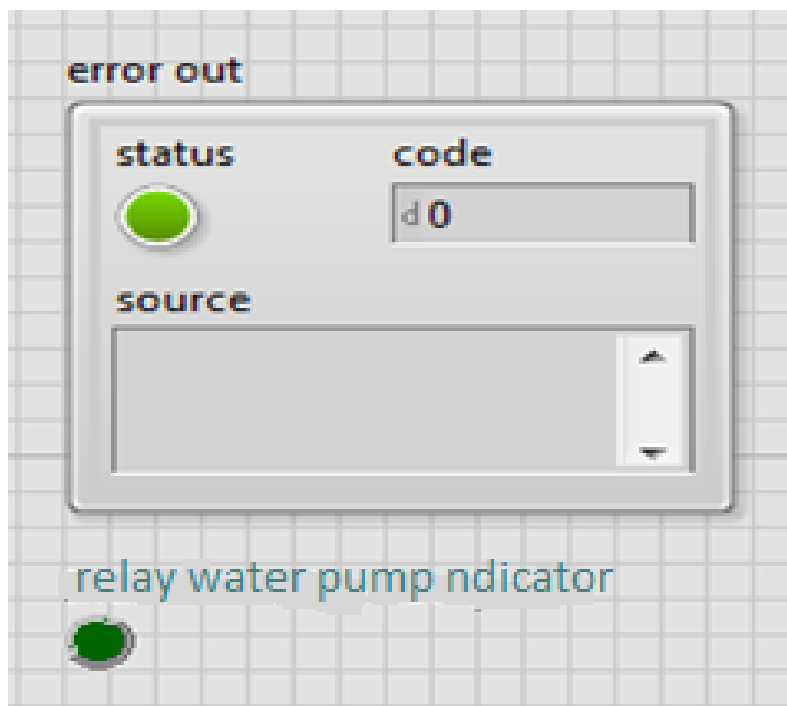 error out
status code
d 0
source
relay water pump ndicator